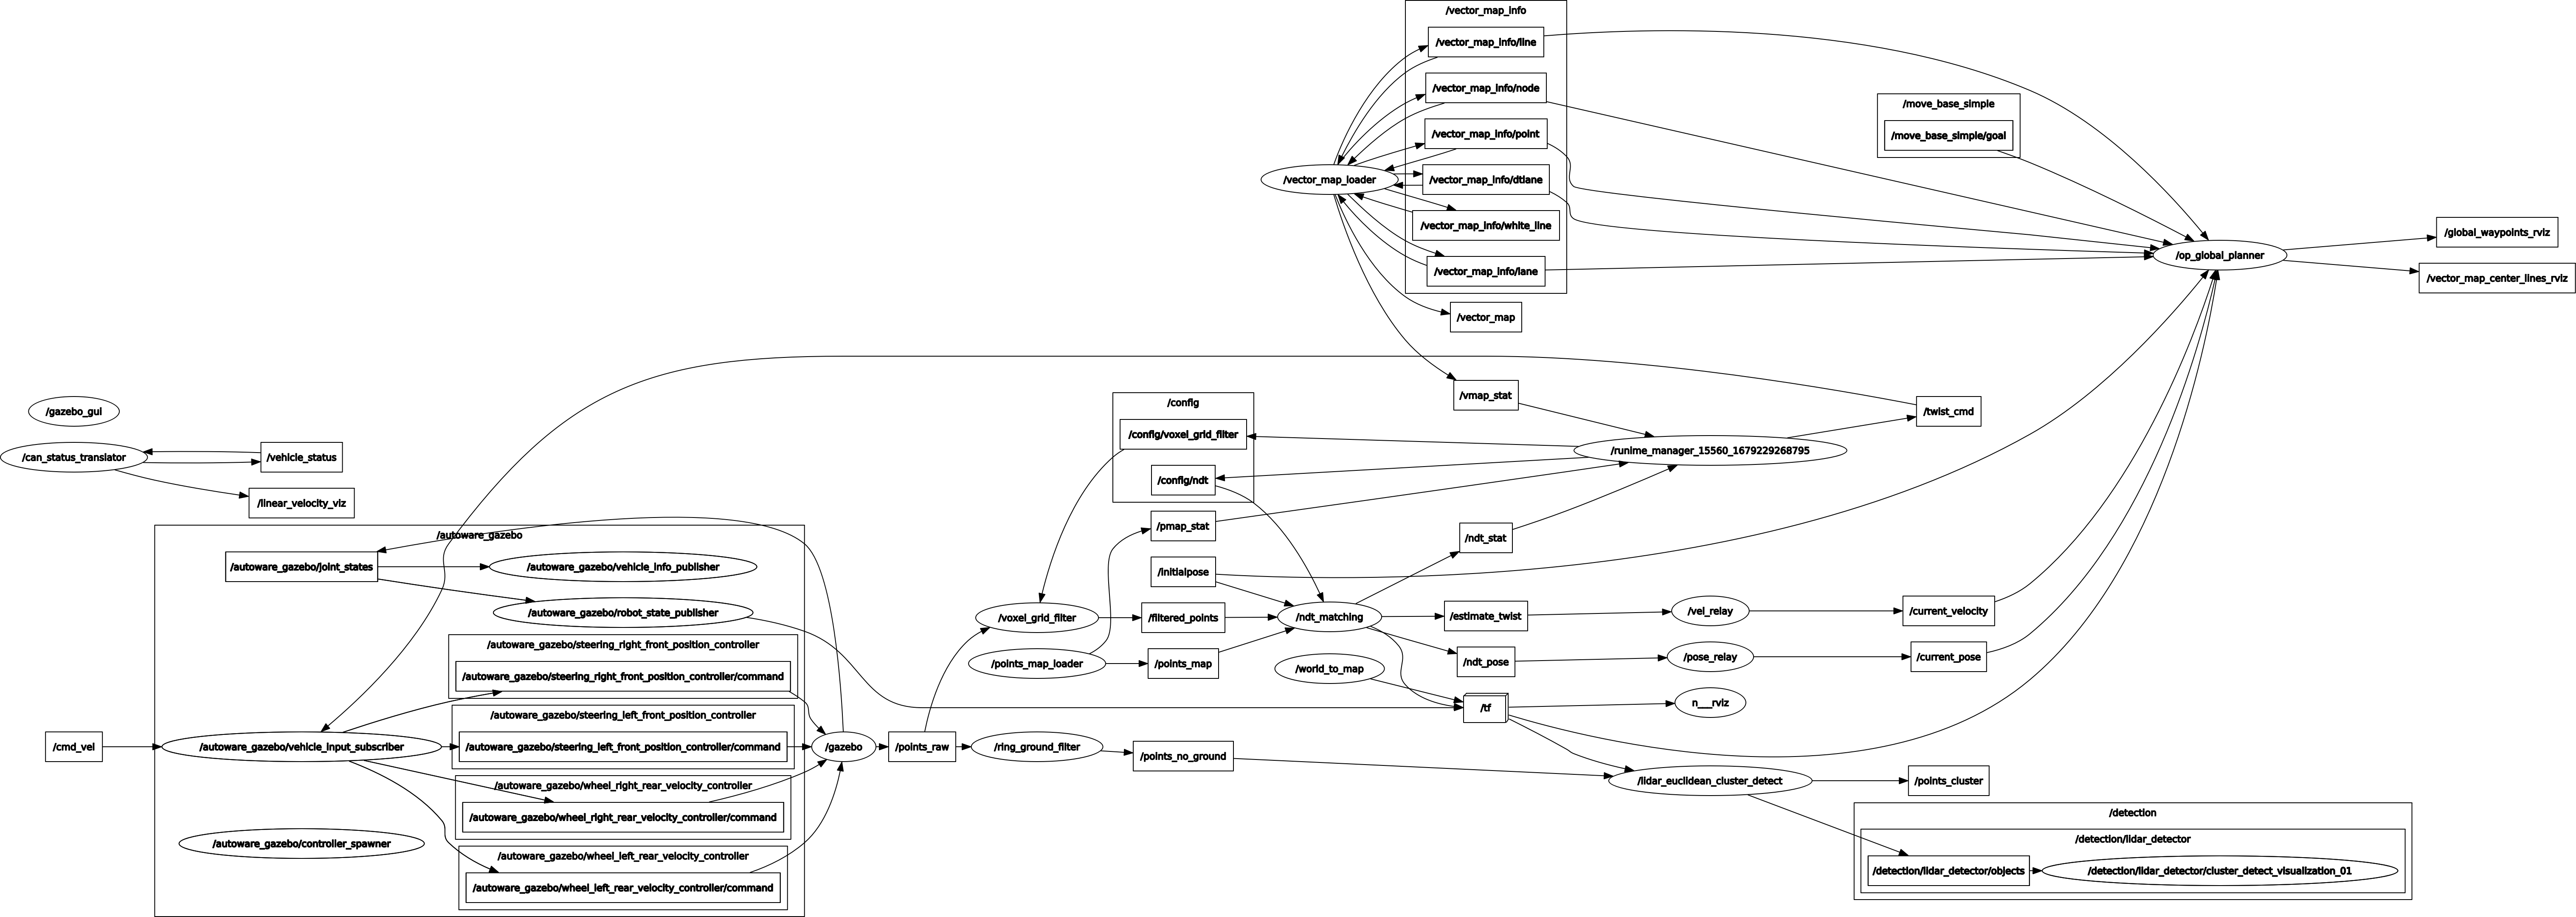 /vector_map_info
/vector_map_info/line
/vector_map_info/node
/vector_map_info/point
/vector_map_info/dtlane
/vector_map_info/white_line
/vector_map_info/lane
/vector_map_loader
/vector_map
/move_base_simple
/move_base_simple/goal
/op_global_planner
/global_waypoints_rviz
/vector_map_center_lines_rviz
/vmap_stat
/twist_cmd
/runime_manager_15560_1679229268795
/config
/config/voxel_grid_filter
/config/ndt
/pmap_stat
/initialpose
/ndt_stat
/gazebo_gui
/can_status_translator
/vehicle_status
/linear_velocity_viz
/autoware_gazebo
/autoware_gazebo/joint_states
/autoware_gazebo/vehicle_info_publisher
/autoware_gazebo/robot_state_publisher
/autoware_gazebo/steering_right_front_position_controller
/autoware_gazebo/steering_right_front_position_controller/command
/autoware_gazebo/steering_left_front_position_controller
/autoware_gazebo/steering_left_front_position_controller/command
/autoware_gazebo/wheel_right_rear_velocity_controller
/autoware_gazebo/wheel_right_rear_velocity_controller/command
/autoware_gazebo/wheel_left_rear_velocity_controller
/autoware_gazebo/wheel_left_rear_velocity_controller/command
/cmd_vel
/autoware_gazebo/vehicle_input_subscriber
/autoware_gazebo/controller_spawner
/gazebo
/points_raw
/voxel_grid_filter
/filtered_points
/ndt_matching
/estimate_twist
/vel_relay
/current_velocity
/points_map_loader
/points_map
/world_to_map
/ndt_pose
/pose_relay
/current_pose
/tf
n___rviz
/ring_ground_filter
/points_no_ground
/lidar_euclidean_cluster_detect
/points_cluster
/detection
/detection/lidar_detector
/detection/lidar_detector/objects
/detection/lidar_detector/cluster_detect_visualization_01